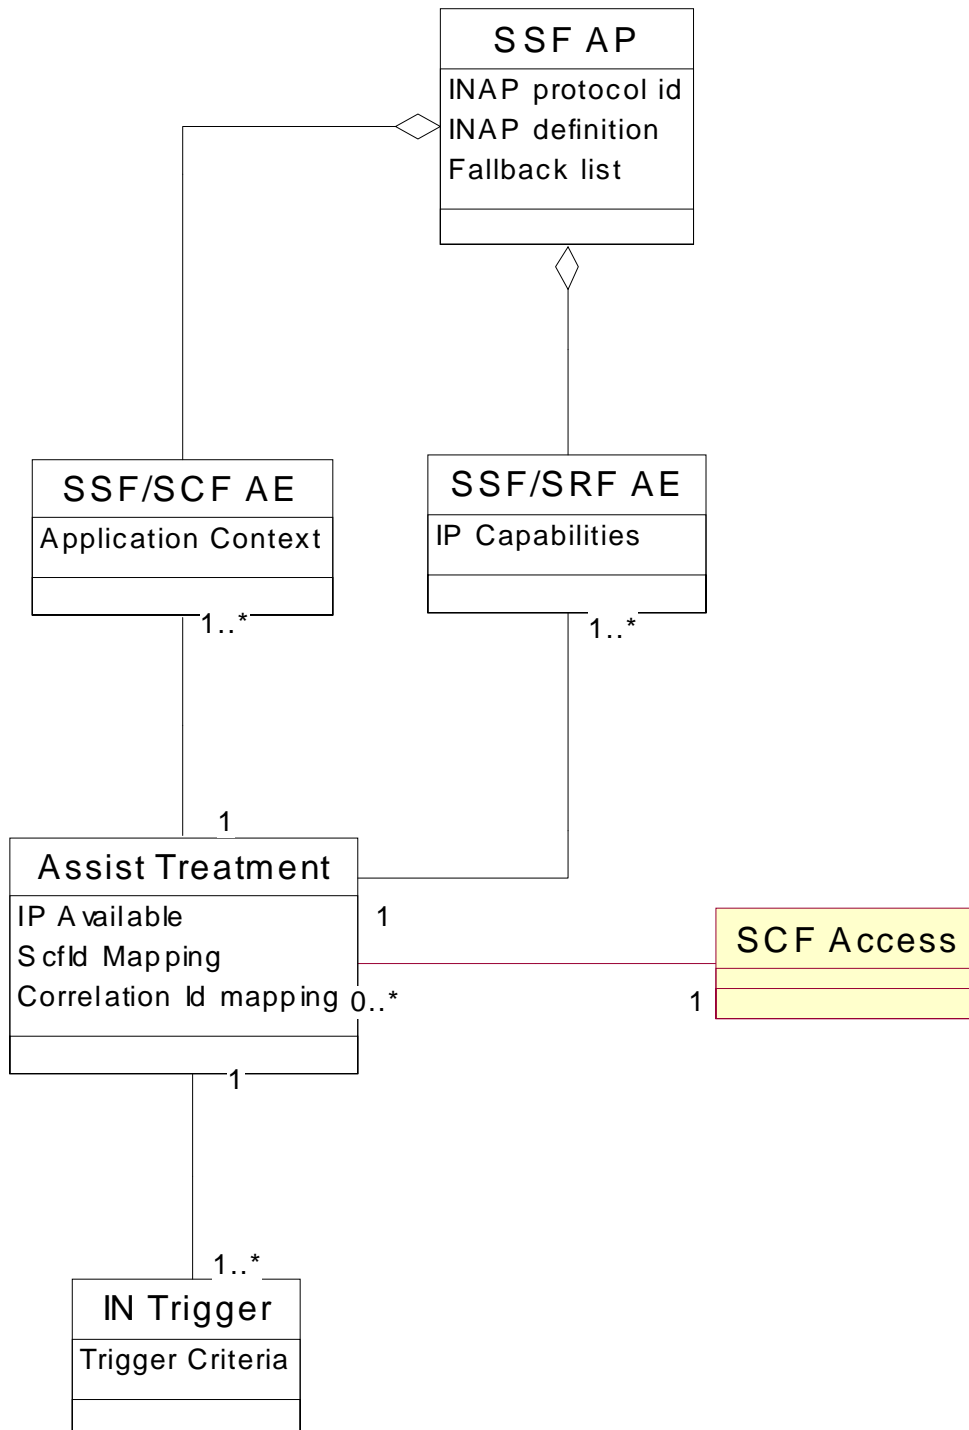 SSF AP
INAP protocol id
INAP definition
Fallback list
SSF/SCF AE
Application Context
1..*
SSF/SRF AE
IP Capabilities
1..*
1
Assist Treatment
IP Available
ScfId Mapping
Correlation Id mapping
1
0..*
1
SCF Access
1
1..*
IN Trigger
Trigger Criteria